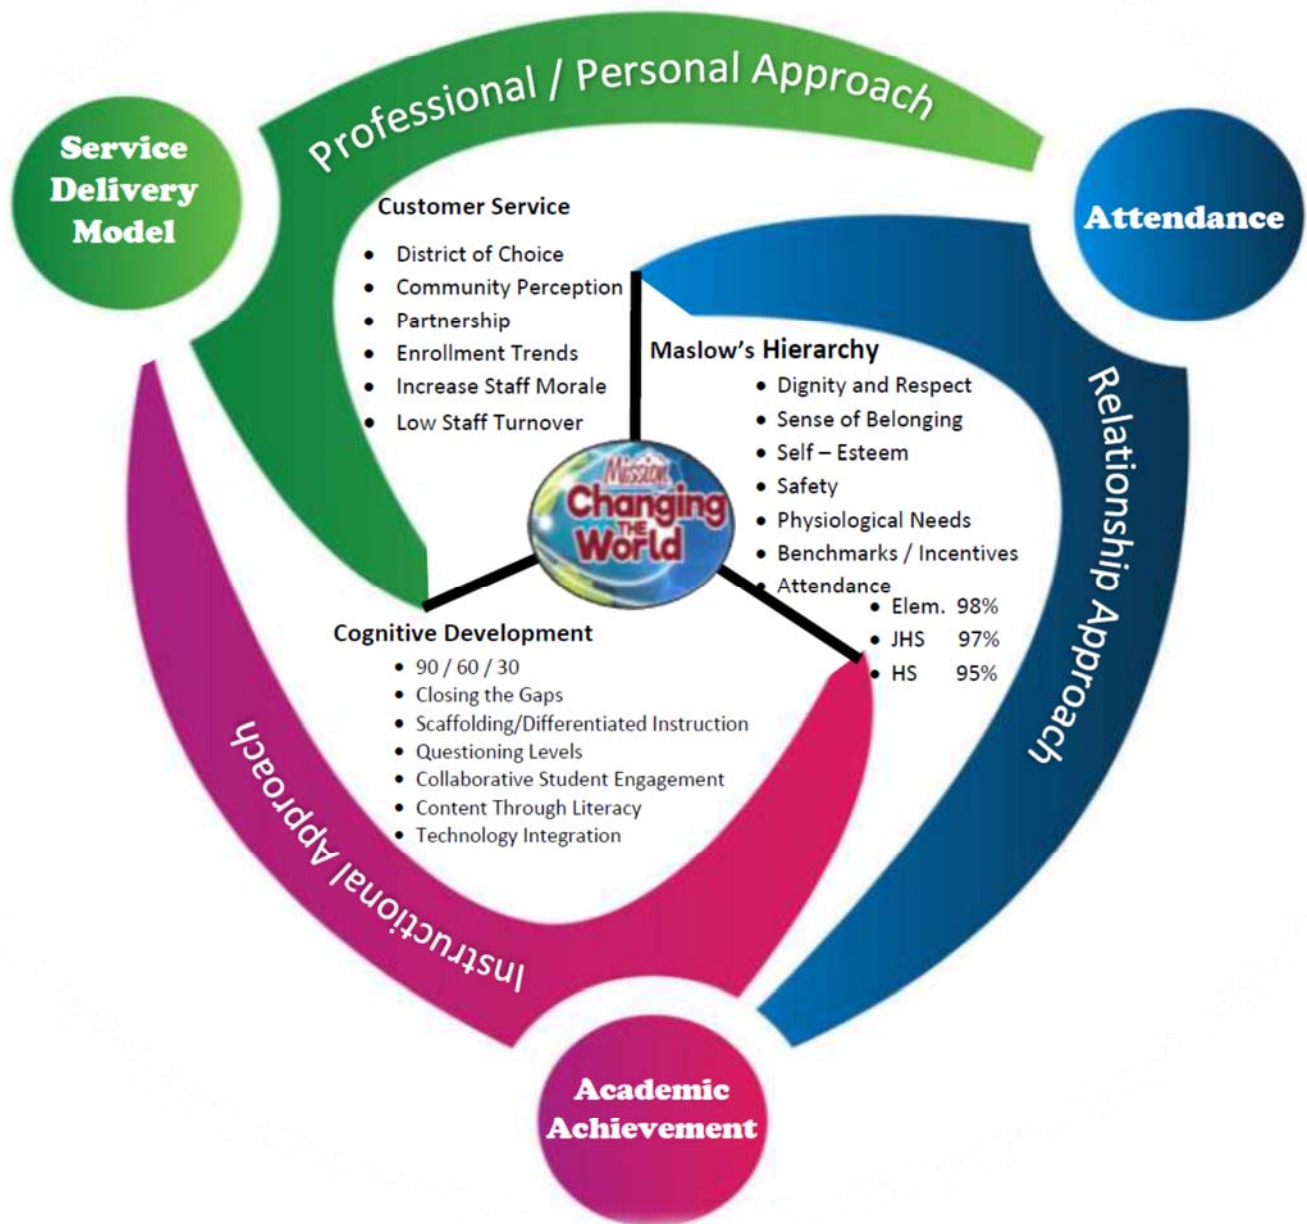 Professional / Personal Approach
Service
Delivery
Model
Attendance
Customer Service
• District of Choice
• Community Perception
• Partnership
• Enrollment Trends
• Increase Staff Morale
• Low Staff Turnover
Maslow's Hierarchy
• Dignity and Respect
• Sense of Belonging
• Self – Esteem
• Safety
• Physiological Needs
• Benchmarks / Incentives
• Attendance
• Elem. 98%
• JHS 97%
• HS 95%
Relationship Approach
Mission
Changing
THE
World
Cognitive Development
• 90 / 60 / 30
• Closing the Gaps
• Scaffolding/Differentiated Instruction
• Questioning Levels
• Collaborative Student Engagement
• Content Through Literacy
• Technology Integration
Instructional Approach
Academic
Achievement